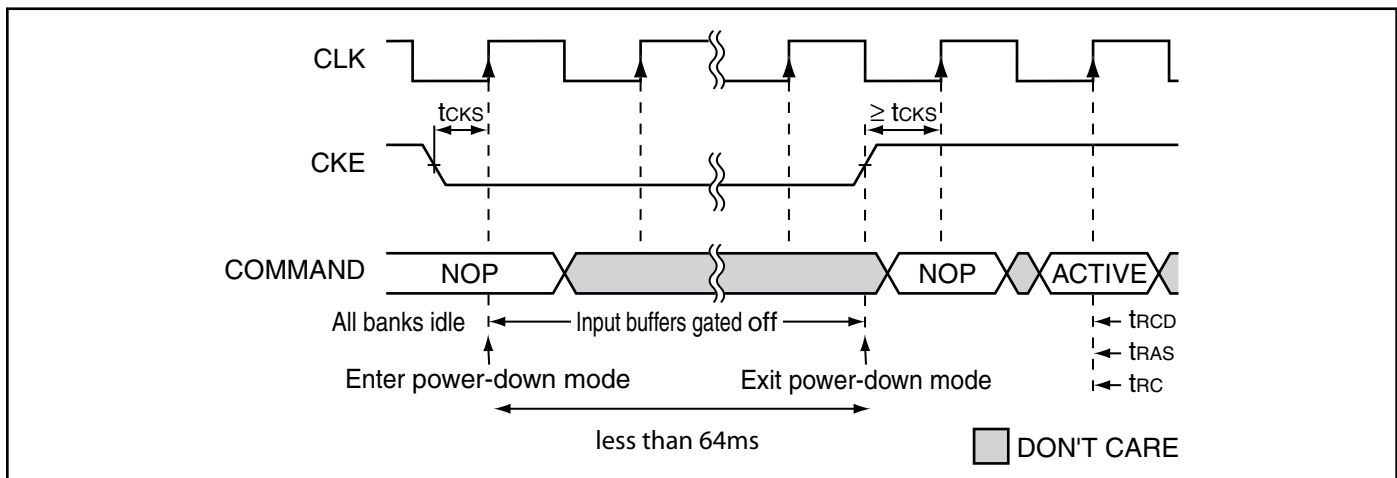 CLK
tCKS
≥ tCKS
CKE
COMMAND
NOP
NOP
ACTIVE
All banks idle
Input buffers gated off
tRCD
tRAS
tRC
Enter power-down mode
Exit power-down mode
less than 64ms
DON'T CARE